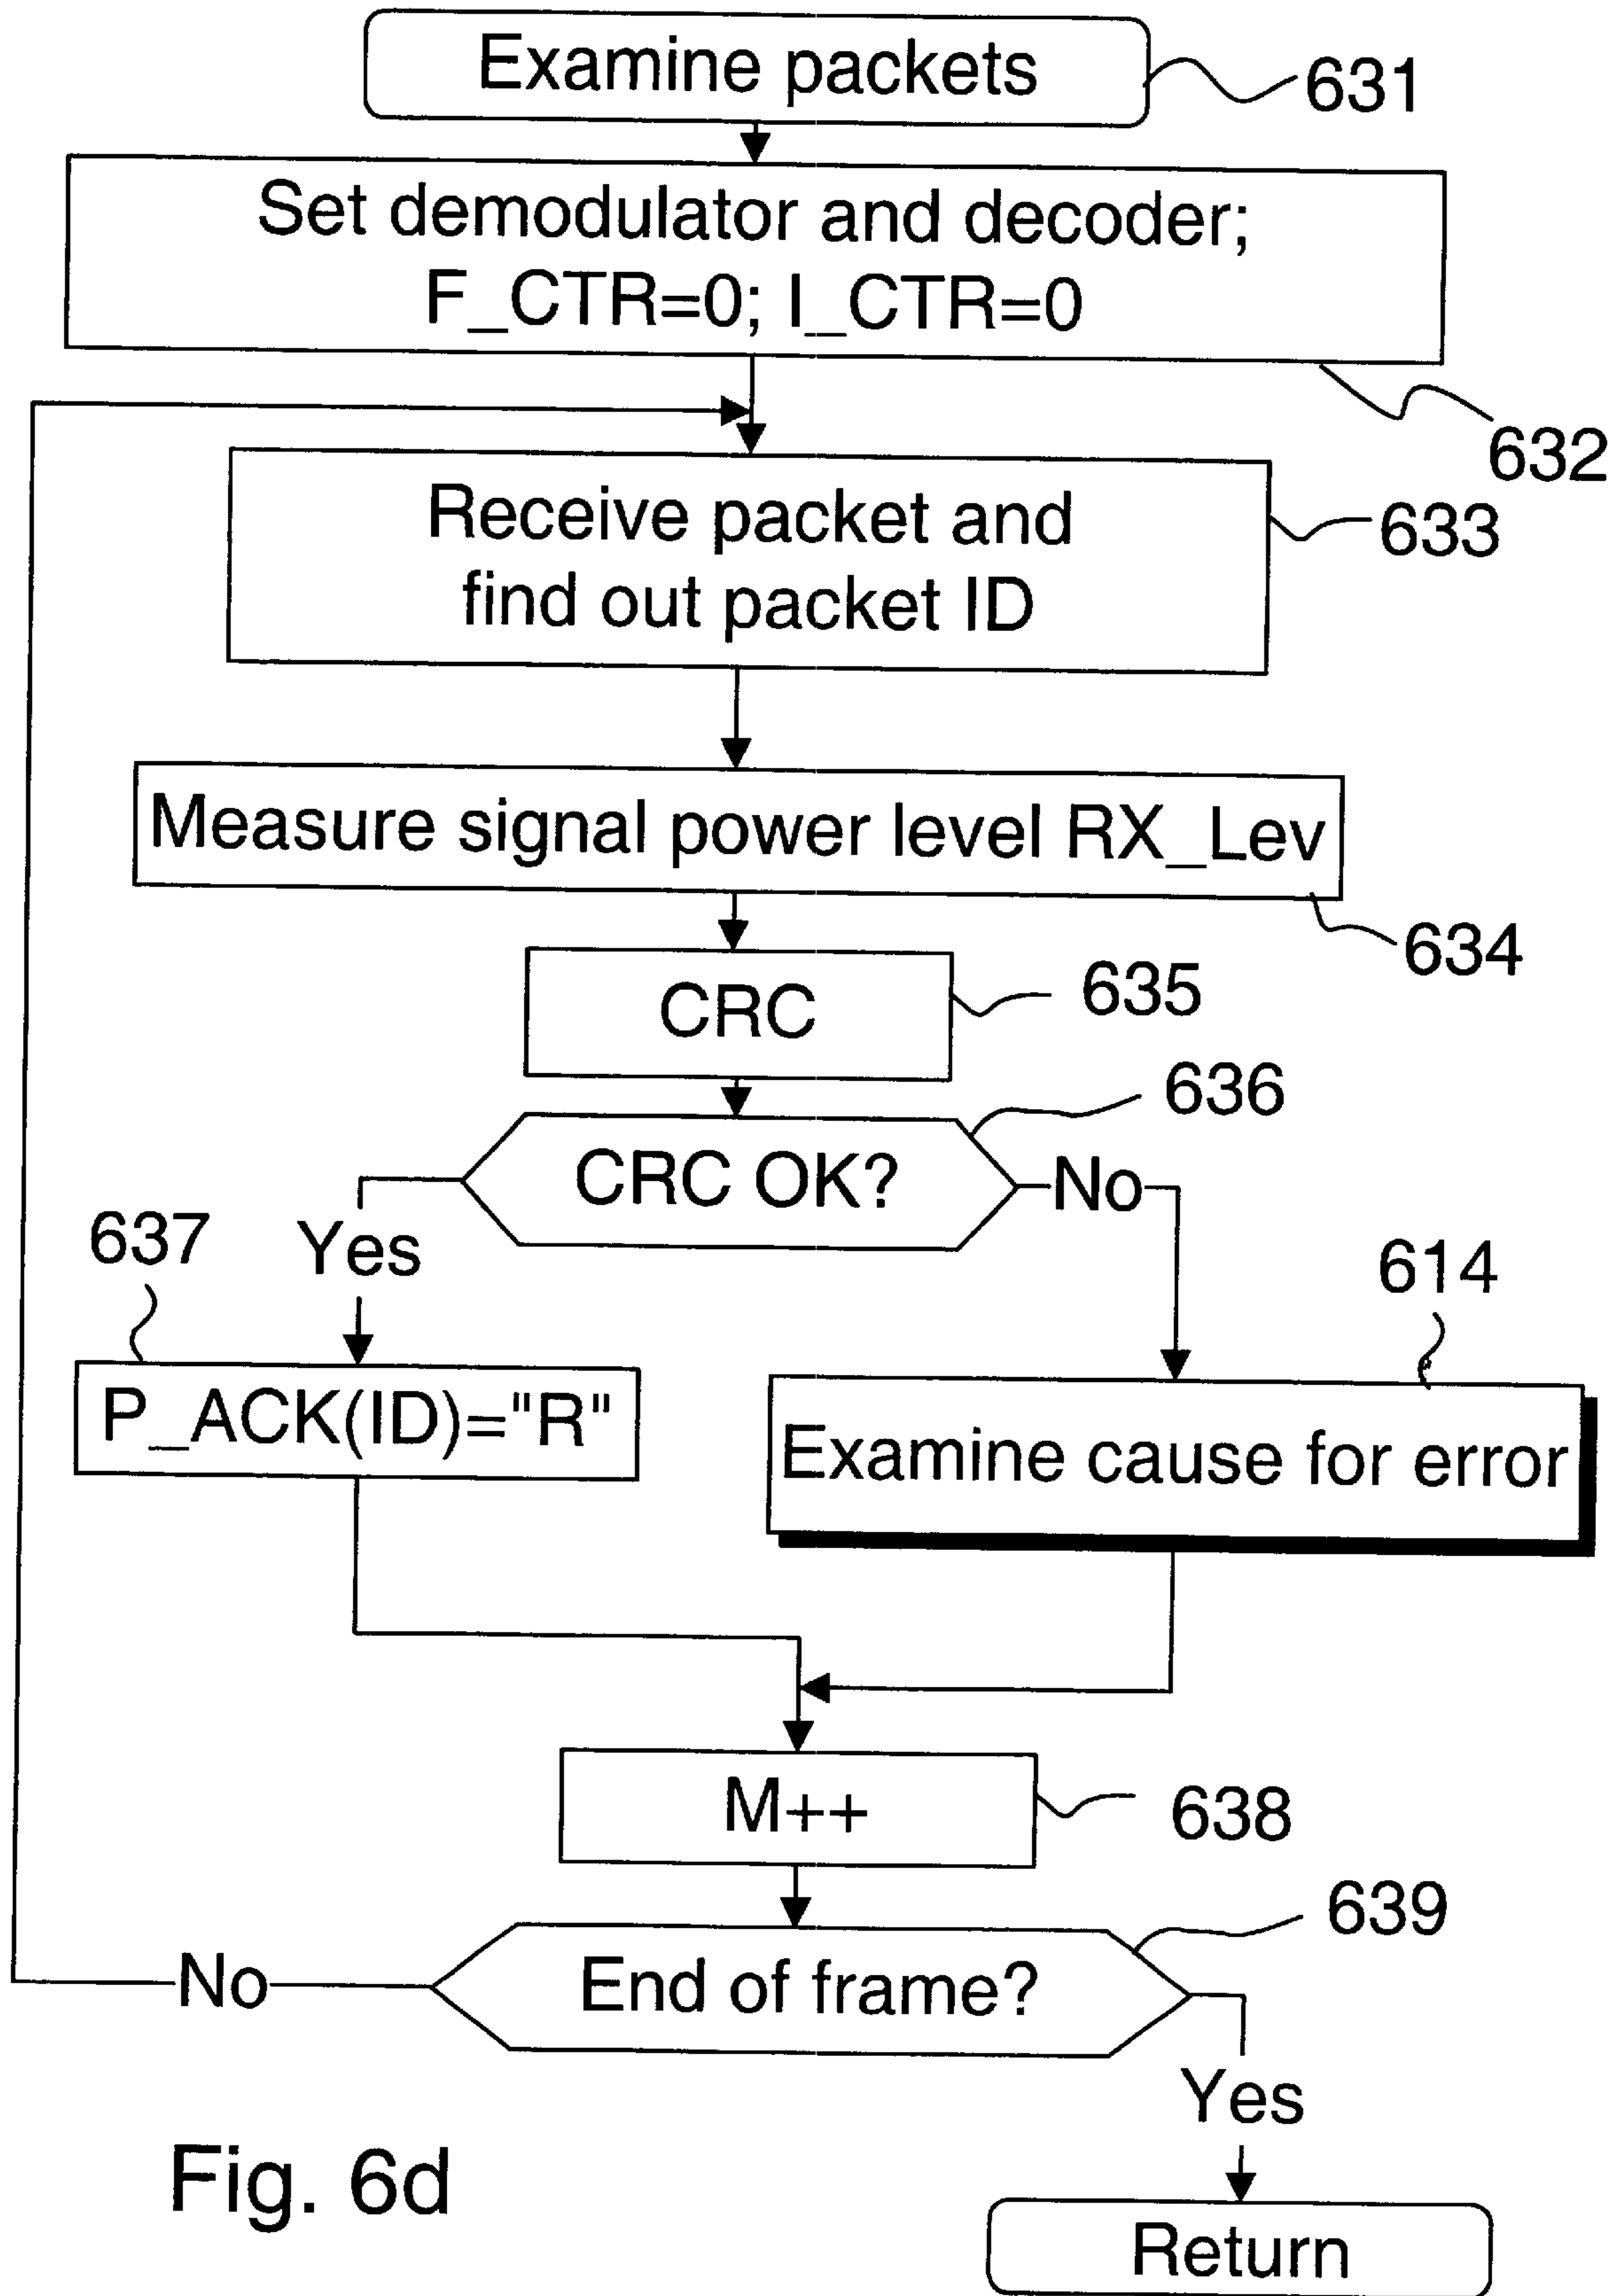 Examine packets
631
Set demodulator and decoder;
F_CTR=0; I_CTR=0
632
Receive packet and
find out packet ID
633
Measure signal power level RX_Lev
634
CRC
635
636
CRC OK?
No
Yes
637
614
P_ACK(ID)="R"
Examine cause for error
M++
638
639
End of frame?
No
Yes
Fig. 6d
Return